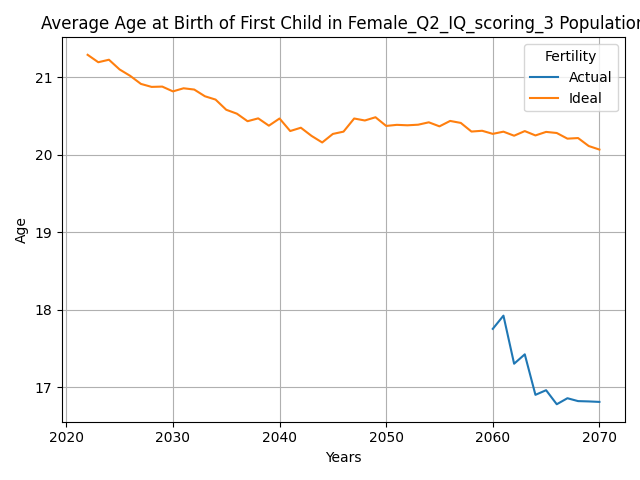 Average Age at Birth of First Child in Female_Q2_IQ_scoring_3 Population
Fertility
Actual
Ideal
21
20
19
18
17
Age
2020 2030 2040 2050 2060 2070
Years